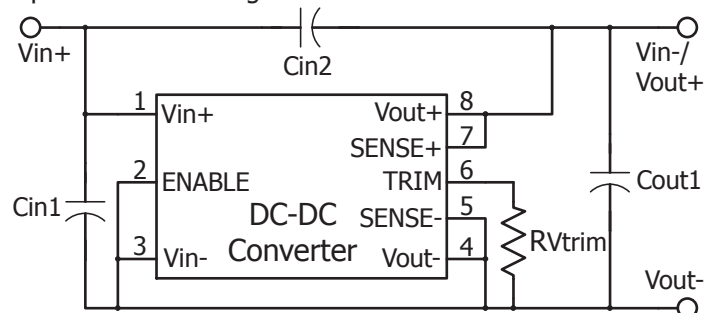 Vin+
Cin2
Vin-/
Vout+
1 Vin+
Vout+ 8
SENSE+ 7
2 ENABLE
TRIM 6
Cin1
DC-DC
Converter
SENSE- 5
3 Vin-
Vout- 4
RVtrim
Cout1
Vout-